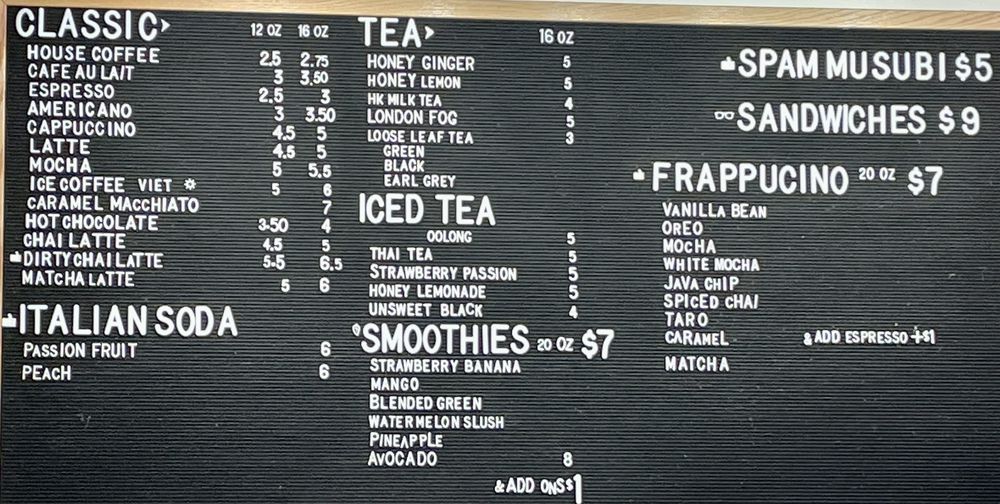 CLASSIC 12 OZ 16 OZ
HOUSE COFFEE 2.5 2.75
CAFE AU LAIT 3 3.50
ESPRESSO 2.5 3
AMERICANO 3 3.50
CAPPUCCINO 4.5 5
LATTE 4.5 5
MOCHA 5 5.5
ICE COFFEE VIET 5 6
CARAMEL MACCHIATO 7
HOT CHOCOLATE 3.50 4
CHAI LATTE 4.5 5
DIRTY CHAI LATTE 5.5 6.5
MATCHA LATTE 5 6
ITALIAN SODA
PASSION FRUIT 6
PEACH 6
TEA 16 OZ
HONEY GINGER 5
HONEY LEMON 5
HK MILK TEA 4
LONDON FOG 5
LOOSE LEAF TEA 3
GREEN
BLACK
EARL GREY
ICED TEA
OOLONG 5
THAI TEA 5
STRAWBERRY PASSION 5
HONEY LEMONADE 5
UNSWEET BLACK 4
SMOOTHIES 20 OZ $7
STRAWBERRY BANANA
MANGO
BLENDED GREEN
WATERMELON SLUSH
PINEAPPLE
AVOCADO 8
& ADD ONS $1
SPAM MUSUBI $5
SANDWICHES $9
FRAPPUCINO 20 OZ $7
VANILLA BEAN
OREO
MOCHA
WHITE MOCHA
JAVA CHIP
SPICED CHAI
TARO
CARAMEL & ADD ESPRESSO +$1
MATCHA